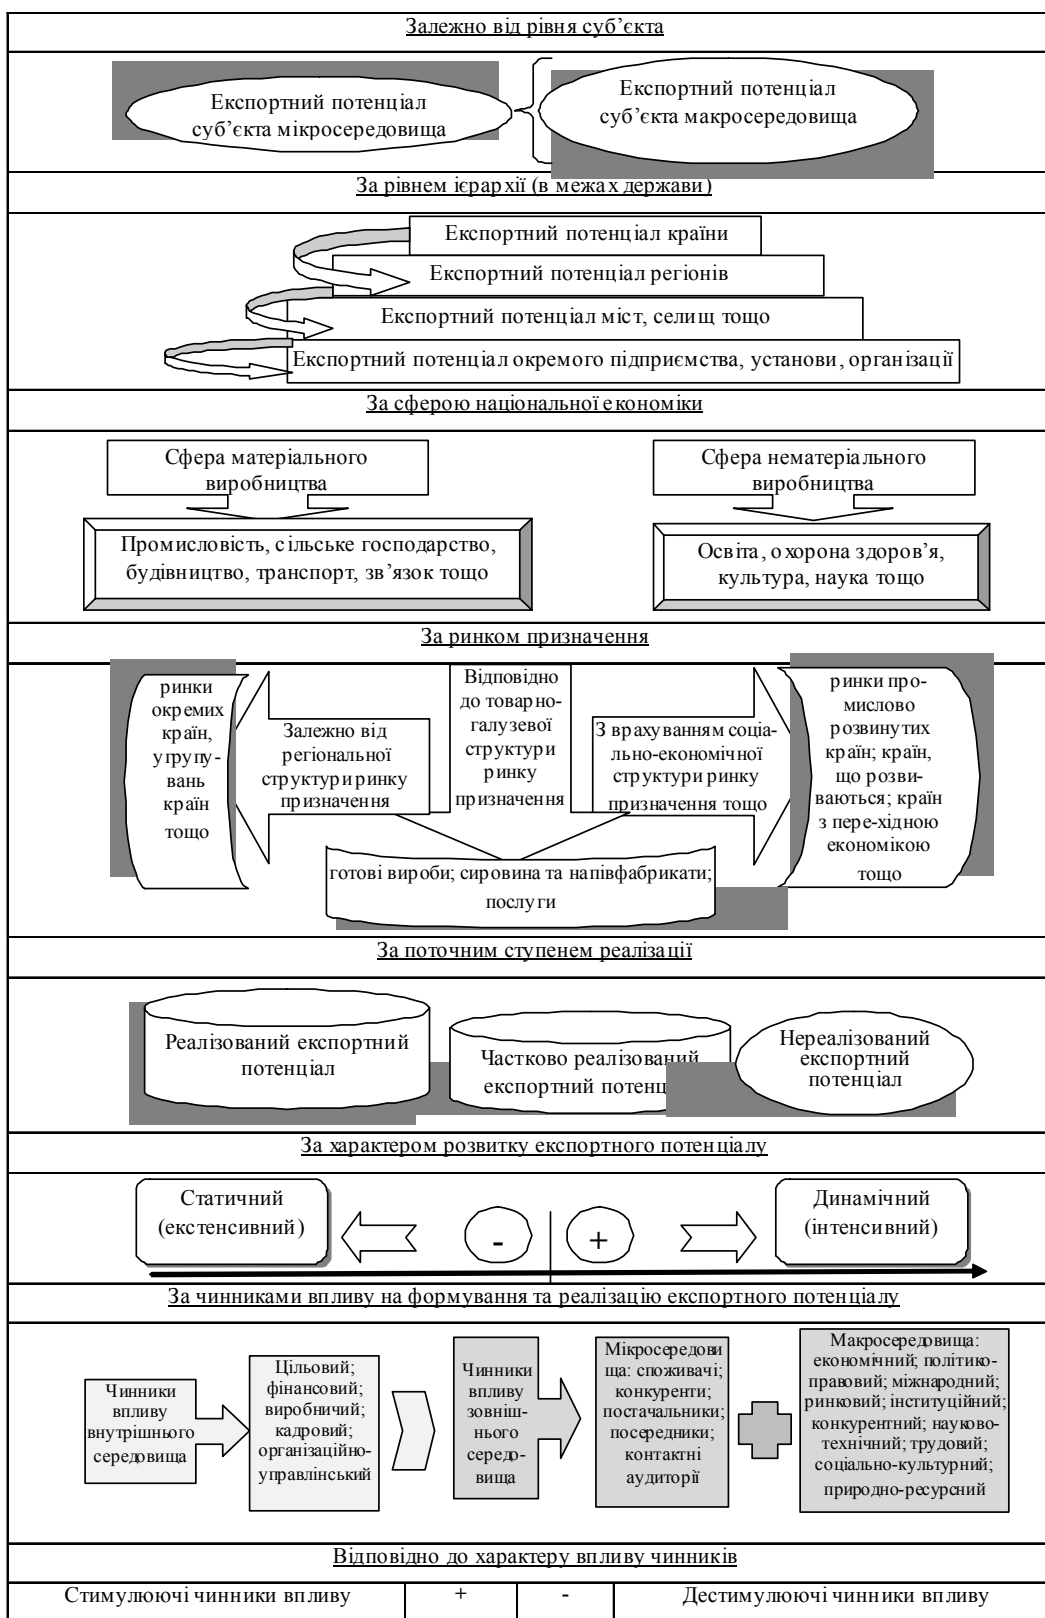 Залежно від рівня суб’єкта
Експортний потенціал
суб’єкта мікросередовища
Експортний потенціал
суб’єкта макросередовища
За рівнем ієрархії (в межах держави)
Експортний потенціал країни
Експортний потенціал регіонів
Експортний потенціал міст, селищ тощо
Експортний потенціал окремого підприємства, установи, організації
За сферою національної економіки
Сфера матеріального
виробництва
Сфера нематеріального
виробництва
Промисловість, сільське господарство,
будівництво, транспорт, зв’язок тощо
Освіта, охорона здоров’я,
культура, наука тощо
За ринком призначення
ринки
окремих
країн,
угрупу-
вань
країн
тощо
Залежно від
регіональної
структури ринку
призначення
Відповідно
до товарно-
галузевої
структури
ринку
призначення
З врахуванням соціа-
льно-економічної
структури ринку
призначення тощо
ринки про-
мислово
розвинутих
країн; країн,
що розви-
ваються; країн
з пере-хідною
економікою
тощо
готові вироби; сировина та напівфабрикати;
послуги
За поточним ступенем реалізації
Реалізований експортний
потенціал
Частково реалізований
експортний потенц
Нереалізований
експортний
потенціал
За характером розвитку експортного потенціалу
Статичний
(екстенсивний)
-
+
Динамічний
(інтенсивний)
За чинниками впливу на формування та реалізацію експортного потенціалу
Чинники
впливу
внутрішнього
середовища
Цільовий;
фінансовий;
виробничий;
кадровий;
організаційно-
управлінський
Чинники
впливу
зовніш-
нього
середо-
вища
Мікросередови
ща: споживачі;
конкуренти;
постачальники;
посередники;
контактні
аудиторії
Макросередовища:
економічний; політико-
правовий; міжнародний;
ринковий; інституційний;
конкурентний; науково-
технічний; трудовий;
соціально-культурний;
природно-ресурсний
Відповідно до характеру впливу чинників
Стимулюючі чинники впливу + - Дестимулюючі чинники впливу